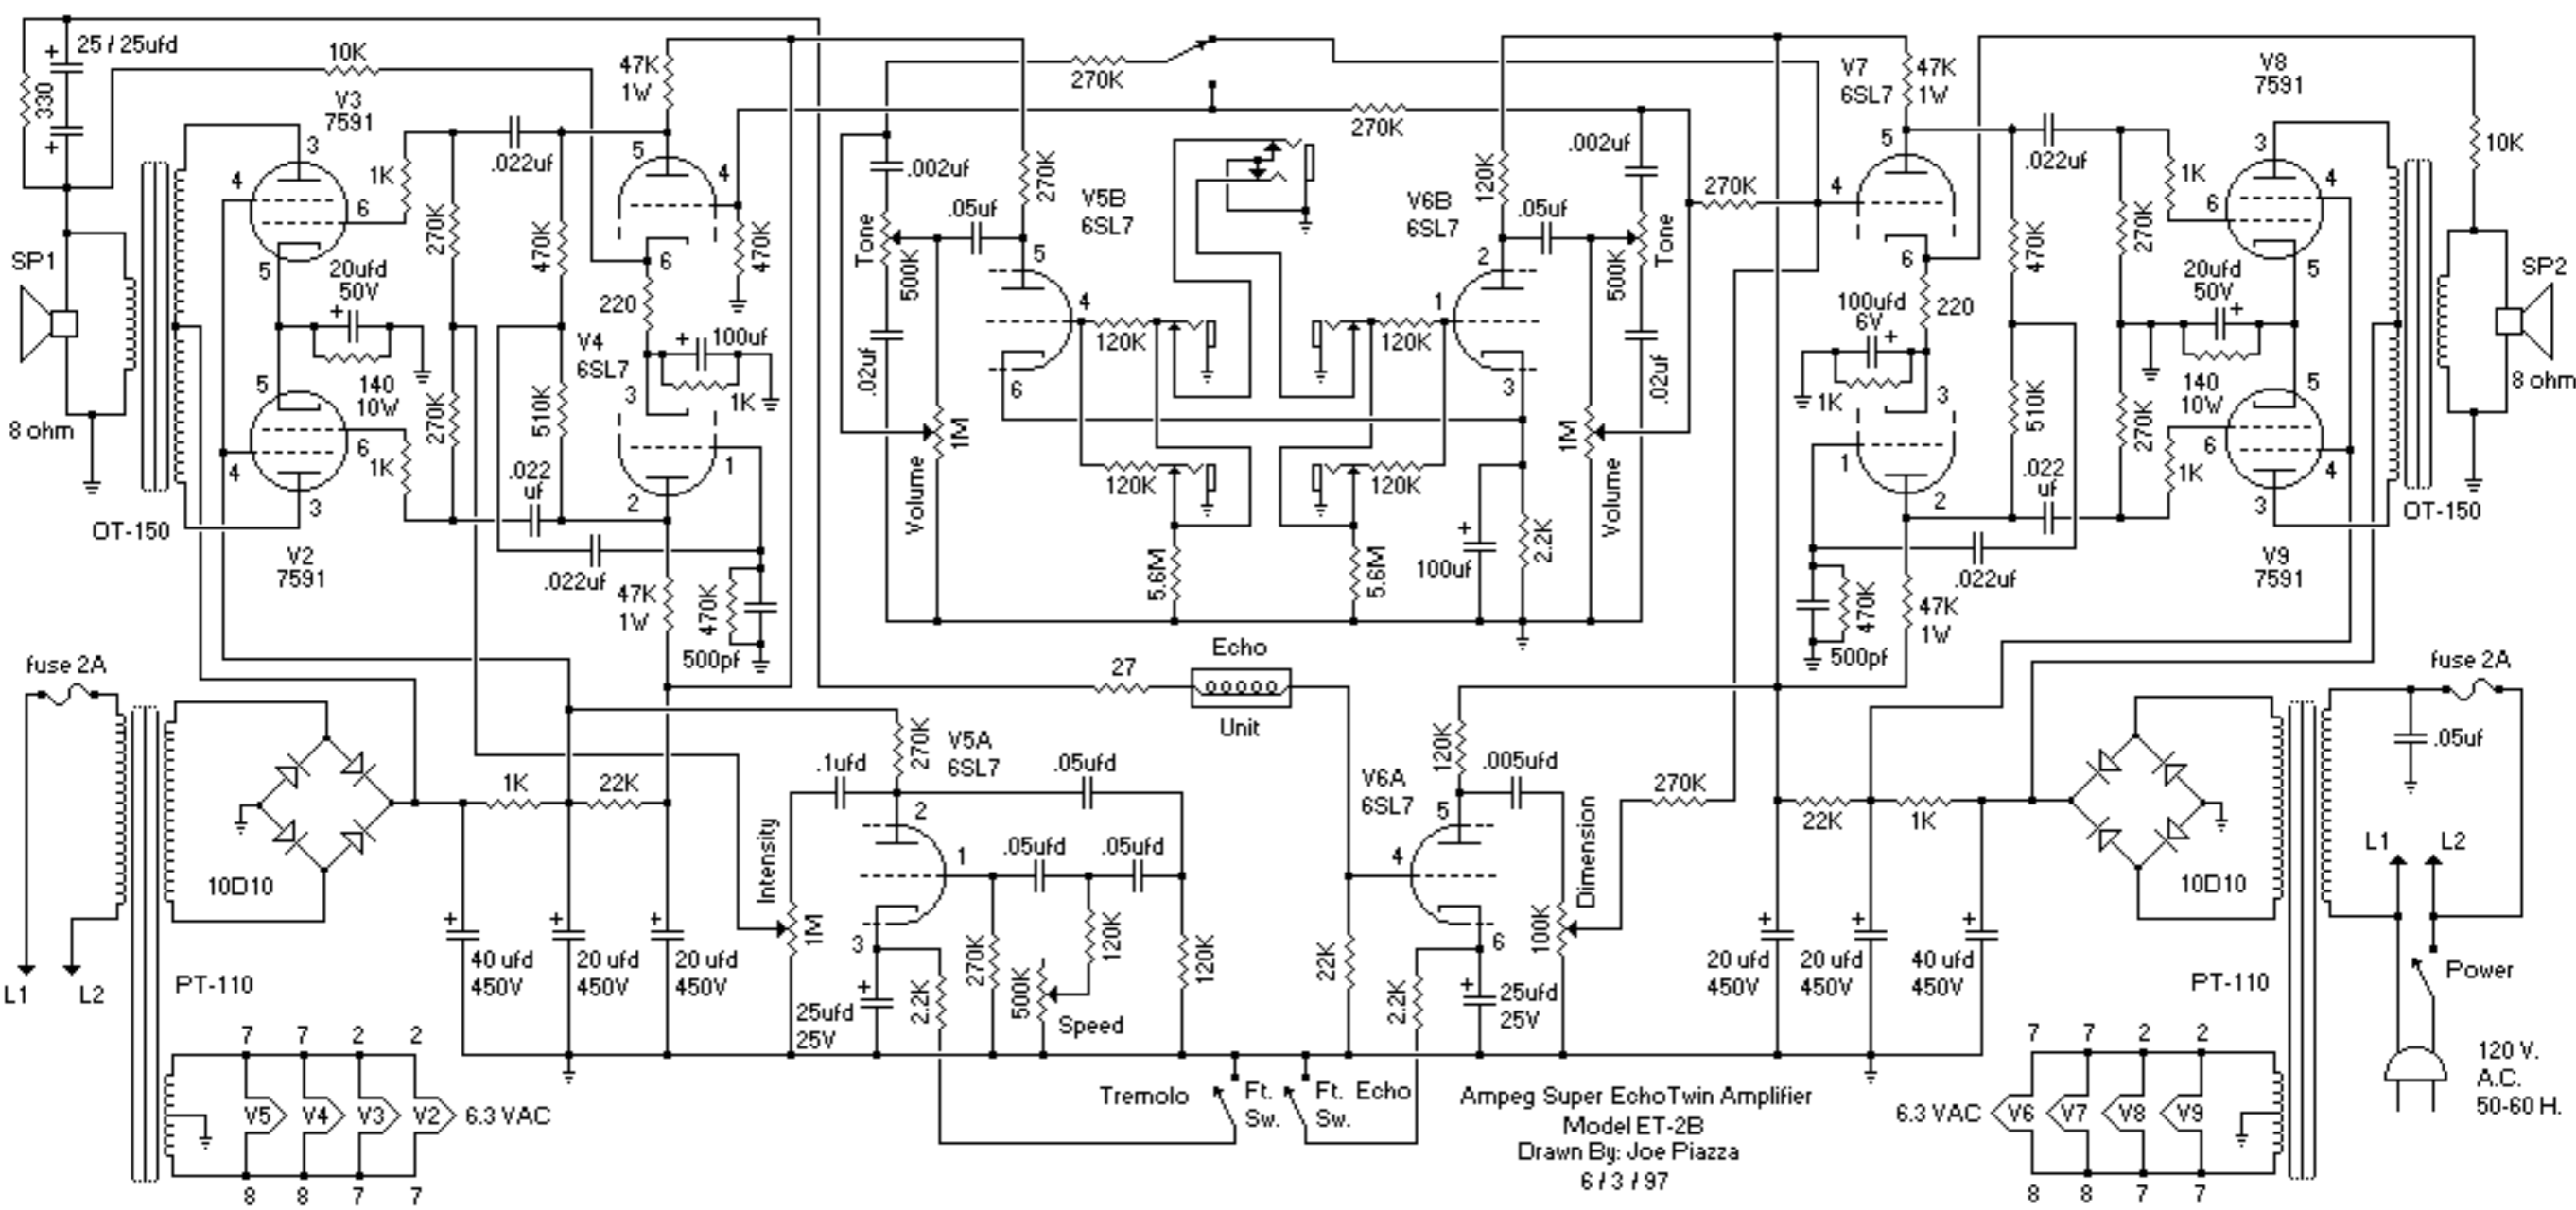 25 / 25ufd
330
10K
V3
7591
3
4
6
5
1K
270K
.022uf
470K
47K
1W
5
4
6
470K
220
V4
6SL7
3
100uf
1K
1
2
510K
SP1
8 ohm
20ufd
50V
140
10W
5
6
4
3
1K
270K
.022
uf
.022uf
OT-150
V2
7591
47K
1W
470K
500pf
270K
270K
.002uf
Tone
500K
.05uf
270K
V5B
6SL7
5
4
6
.02uf
1M
Volume
120K
120K
5.6M
120K
V6B
6SL7
2
1
3
.05uf
.002uf
Tone
500K
.02uf
120K
120K
5.6M
100uf
2.2K
1M
Volume
270K
V7
6SL7
47K
1W
5
4
6
100ufd
6V
220
1K
3
1
2
.022uf
470K
510K
270K
1K
V8
7591
3
4
6
5
10K
20ufd
50V
140
10W
SP2
8 ohm
270K
.022
uf
1K
5
6
4
3
OT-150
.022uf
V9
7591
47K
1W
470K
500pf
Echo
27
Unit
fuse 2A
L1
L2
10D10
PT-110
1K
22K
40 ufd
450V
20 ufd
450V
20 ufd
450V
7
7
2
2
V5
V4
V3
V2
6.3 VAC
8
8
7
7
Intensity
1M
.1ufd
270K
V5A
6SL7
.05ufd
2
1
3
.05ufd
.05ufd
120K
120K
270K
500K
Speed
25ufd
25V
2.2K
22K
V6A
6SL7
120K
.005ufd
5
4
6
Dimension
100K
270K
2.2K
25ufd
25V
Tremolo
Ft.
Sw.
Ft.
Sw.
Echo
Ampeg Super EchoTwin Amplifier
Model ET-2B
Drawn By: Joe Piazza
6 / 3 / 97
22K
1K
20 ufd
450V
20 ufd
450V
40 ufd
450V
10D10
PT-110
fuse 2A
.05uf
L1
L2
Power
120 V.
A.C.
50-60 H.
7
7
2
2
6.3 VAC
V6
V7
V8
V9
8
8
7
7